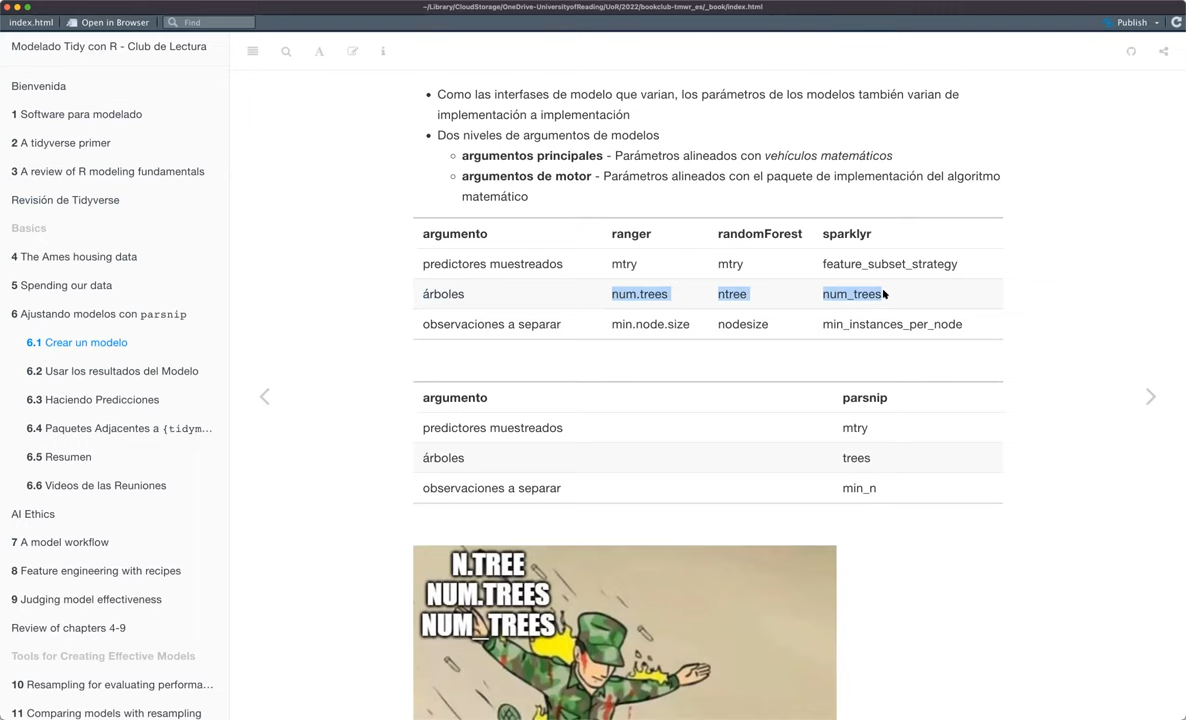 ~/Library/CloudStorage/OneDrive-UniversityofReading/UoR/2022/bookclub-tmwr_es/_book/index.html
index.html
Open in Browser
Find
Publish
Modelado Tidy con R - Club de Lectura
Bienvenida
1 Software para modelado
2 A tidyverse primer
3 A review of R modeling fundamentals
Revisión de Tidyverse
Basics
4 The Ames housing data
5 Spending our data
6 Ajustando modelos con parsnip
6.1 Crear un modelo
6.2 Usar los resultados del Modelo
6.3 Haciendo Predicciones
6.4 Paquetes Adjacentes a {tidym…
6.5 Resumen
6.6 Videos de las Reuniones
AI Ethics
7 A model workflow
8 Feature engineering with recipes
9 Judging model effectiveness
Review of chapters 4-9
Tools for Creating Effective Models
10 Resampling for evaluating performa…
11 Comparing models with resampling
A
i
• Como las interfases de modelo que varian, los parámetros de los modelos también varian de
implementación a implementación
• Dos niveles de argumentos de modelos
◦ argumentos principales - Parámetros alineados con vehículos matemáticos
◦ argumentos de motor - Parámetros alineados con el paquete de implementación del algoritmo
matemático
argumento ranger randomForest sparklyr
predictores muestreados mtry mtry feature_subset_strategy
árboles num.trees ntree num_trees
observaciones a separar min.node.size nodesize min_instances_per_node
argumento parsnip
predictores muestreados mtry
árboles trees
observaciones a separar min_n
N.TREE
NUM.TREES
NUM_TREES